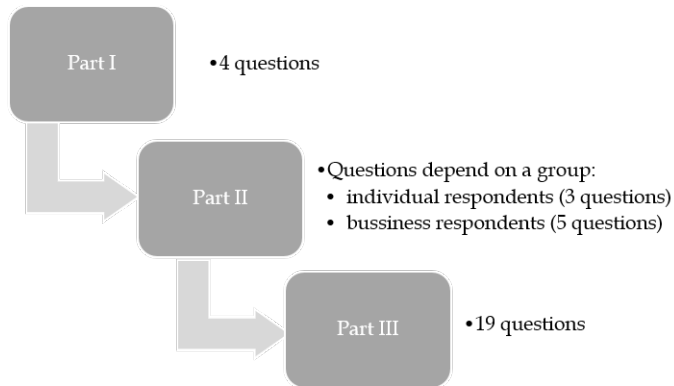 Part I
•4 questions
Part II
•Questions depend on a group:
• individual respondents (3 questions)
• bussiness respondents (5 questions)
Part III
•19 questions